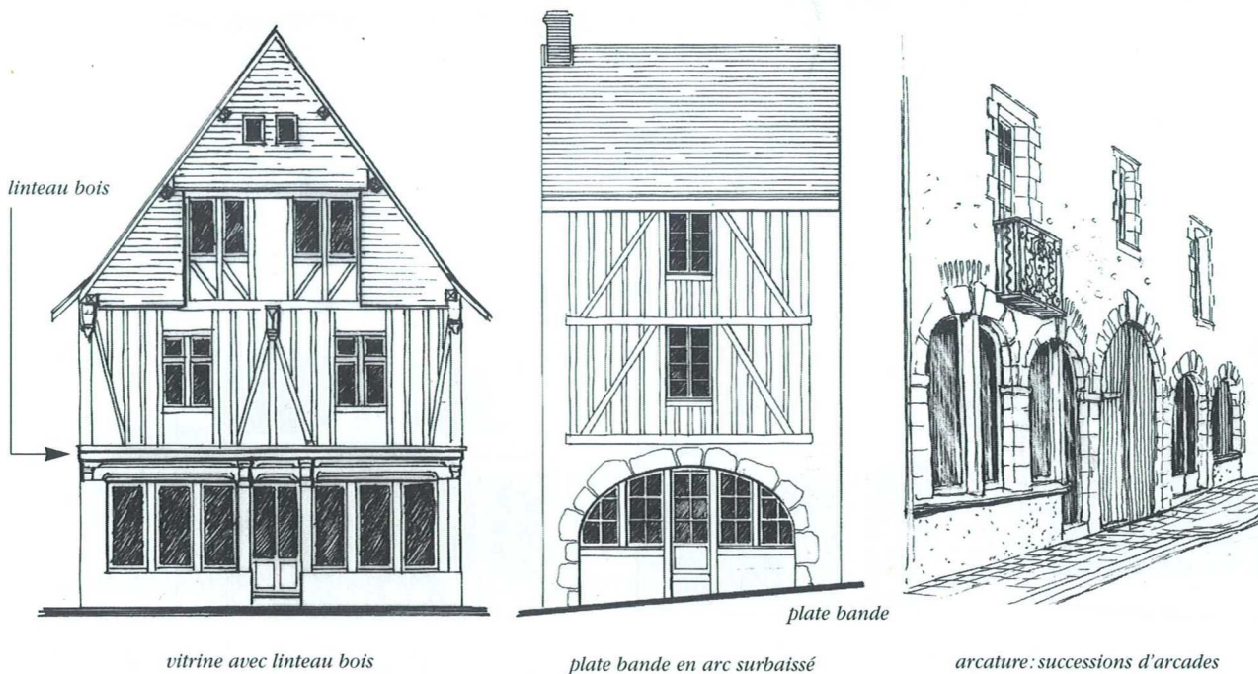 linteau bois
plate bande
vitrine avec linteau bois
plate bande en arc surbaissé
arcature : successions d'arcades